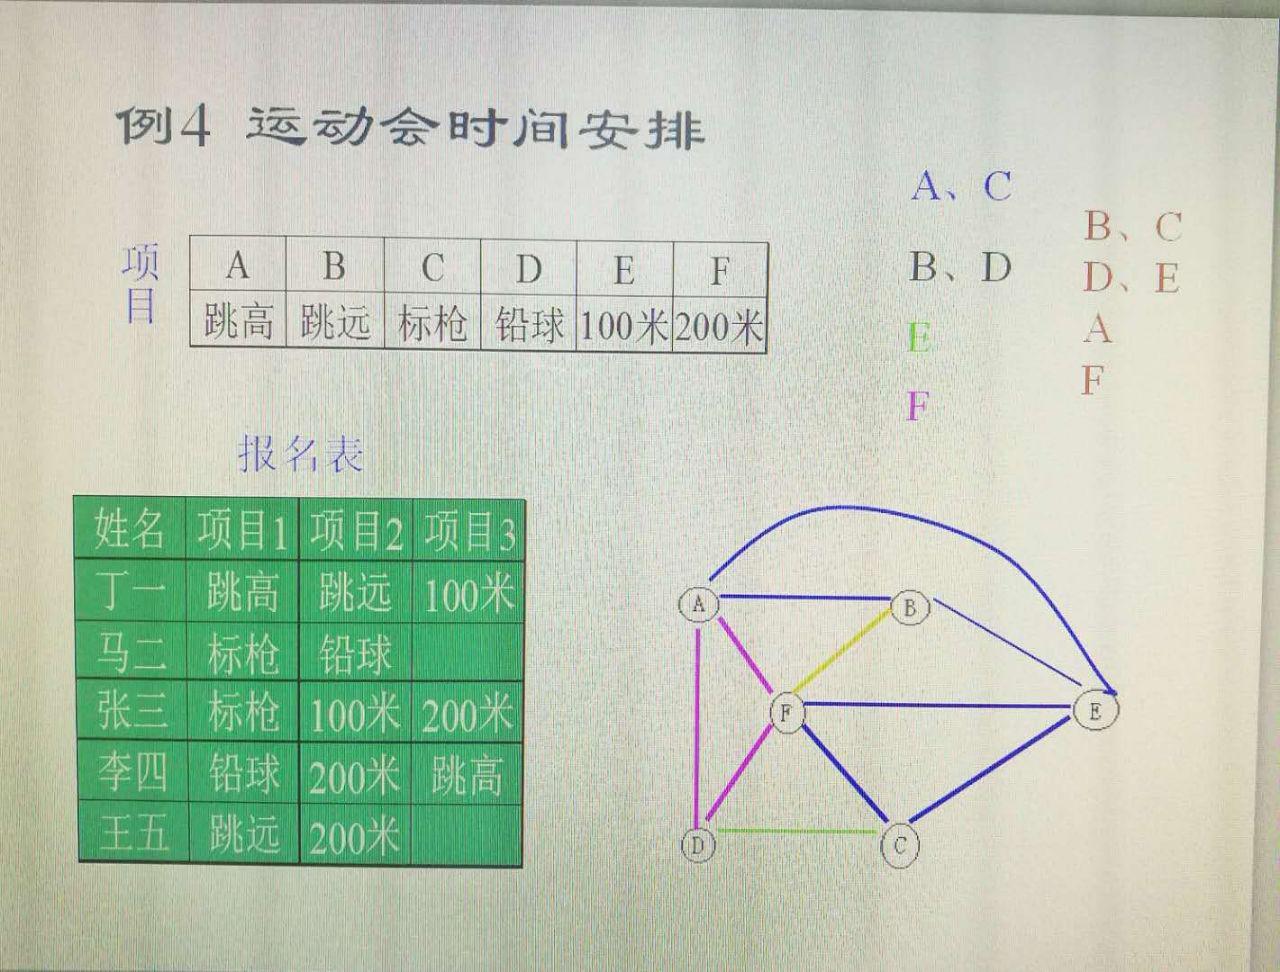 例4 运动会时间安排
项目
A B C D E F
跳高 跳远 标枪 铅球 100米 200米
A、C
B、D
E
F
B、C
D、E
A
F
报名表
姓名 项目1 项目2 项目3
丁一 跳高 跳远 100米
马二 标枪 铅球
张三 标枪 100米 200米
李四 铅球 200米 跳高
王五 跳远 200米
A
B
F
E
D
C